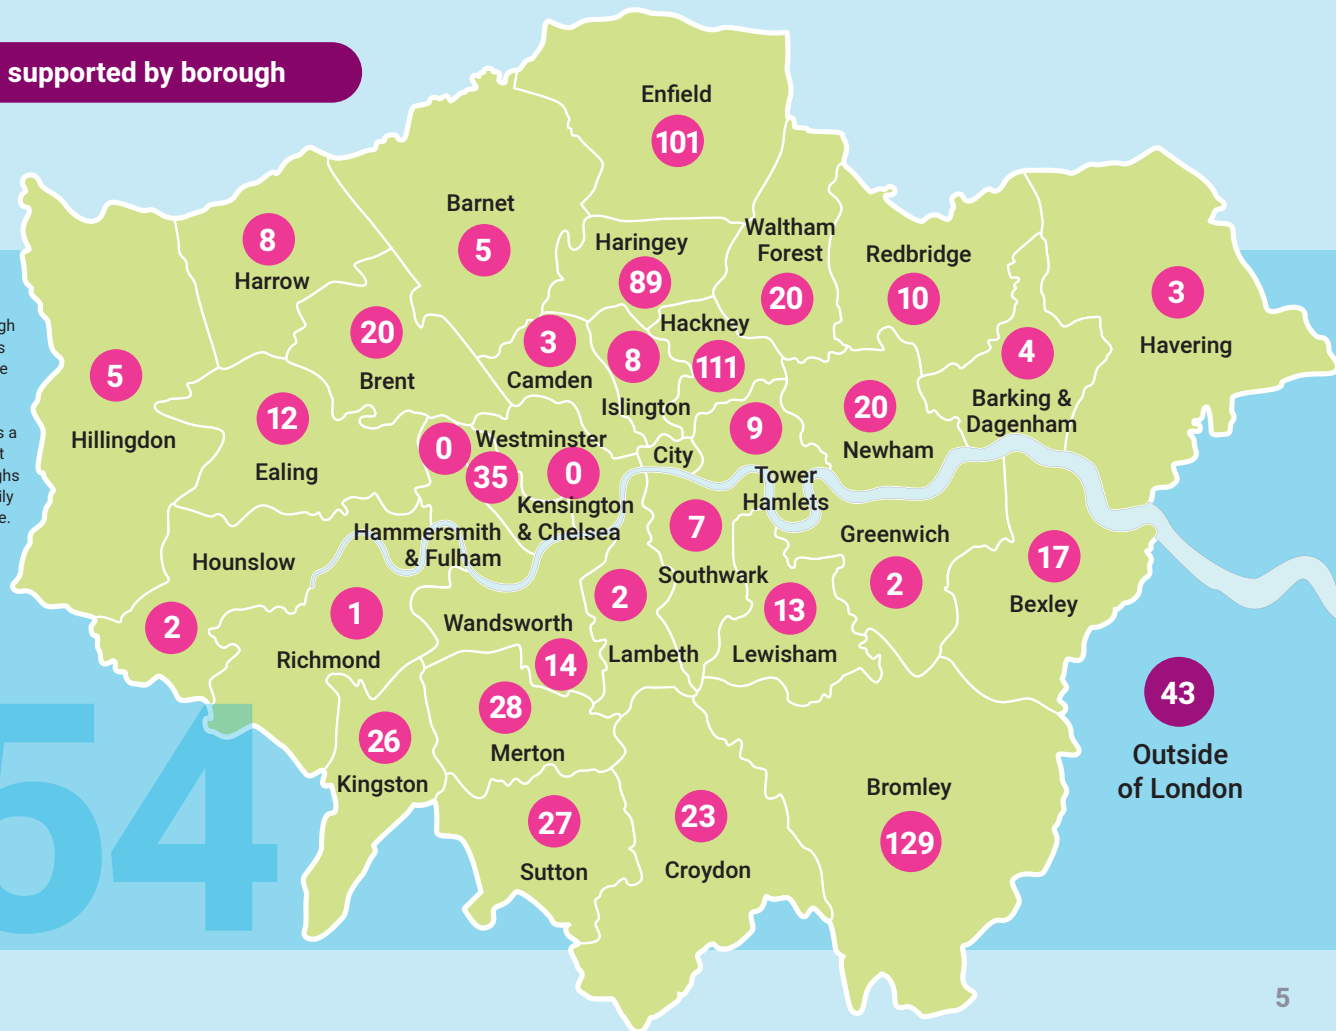 supported by borough
Enfield
101
Barnet
5
8
Harrow
Haringey
89
Waltham
Forest
20
Redbridge
10
3
Havering
20
Brent
3
Camden
8
Islington
Hackney
111
4
Barking &
Dagenham
5
Hillingdon
12
Ealing
0
Westminster
35
0
Kensington
& Chelsea
City
9
Tower
Hamlets
20
Newham
Hammersmith
& Fulham
Hounslow
2
1
Richmond
Wandsworth
14
2
Lambeth
7
Southwark
13
Lewisham
Greenwich
2
17
Bexley
28
Merton
26
Kingston
27
Sutton
23
Croydon
Bromley
129
43
Outside
of London
gh
s
e
s a
t
ghs
ily
e.
54
5